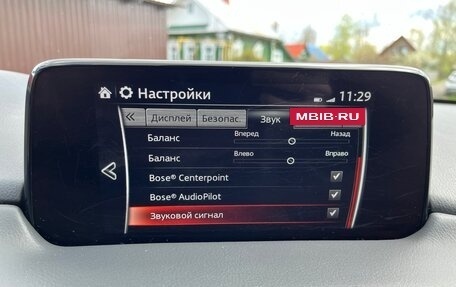 Настройки 11:29
« Дисплей Безопас. Звук MBIB.RU
Вперед Назад
Баланс
Влево Вправо
Баланс
Bose® Centerpoint
Bose® AudioPilot
Звуковой сигнал